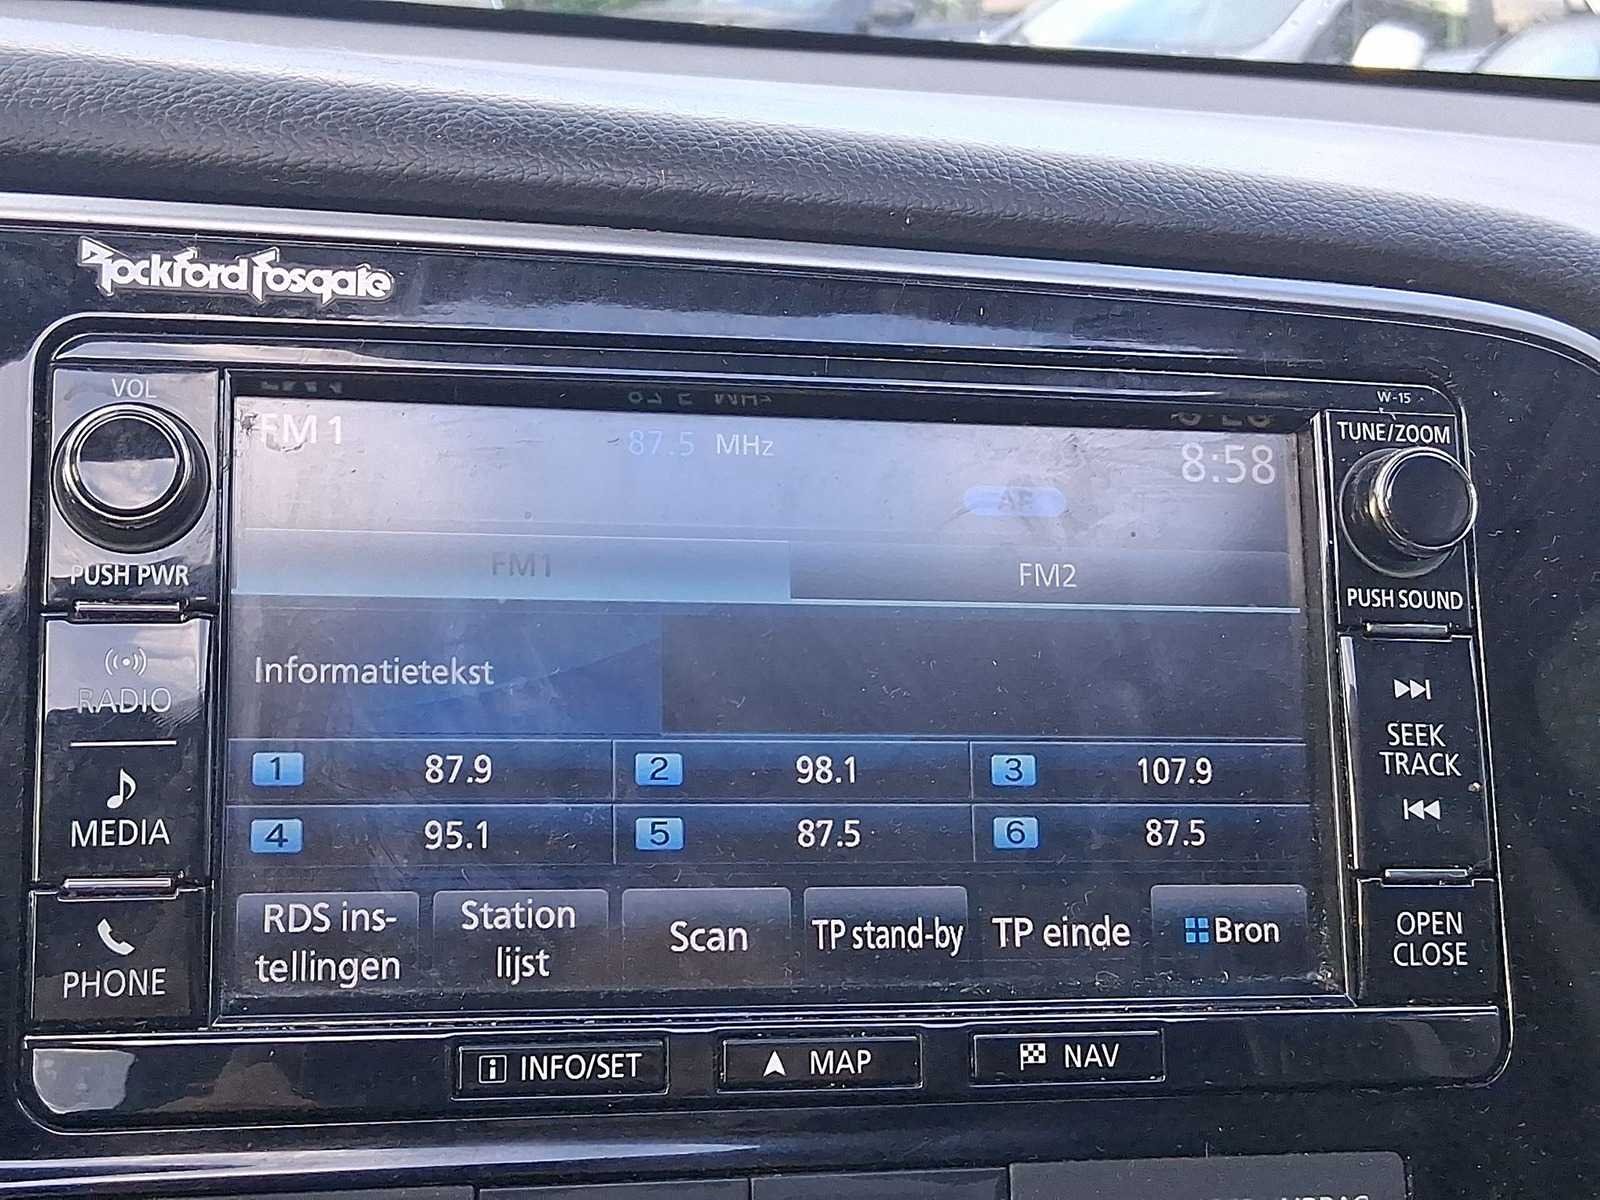 Rockford Fosgate
VOL
PUSH PWR
RADIO
MEDIA
PHONE
FM1
87.5 MHz
8:58
AF
FM1
FM2
Informatietekst
1 87.9
2 98.1
3 107.9
4 95.1
5 87.5
6 87.5
RDS ins-
tellingen
Station
lijst
Scan
TP stand-by
TP einde
Bron
W-15
TUNE/ZOOM
PUSH SOUND
SEEK
TRACK
OPEN
CLOSE
INFO/SET
MAP
NAV